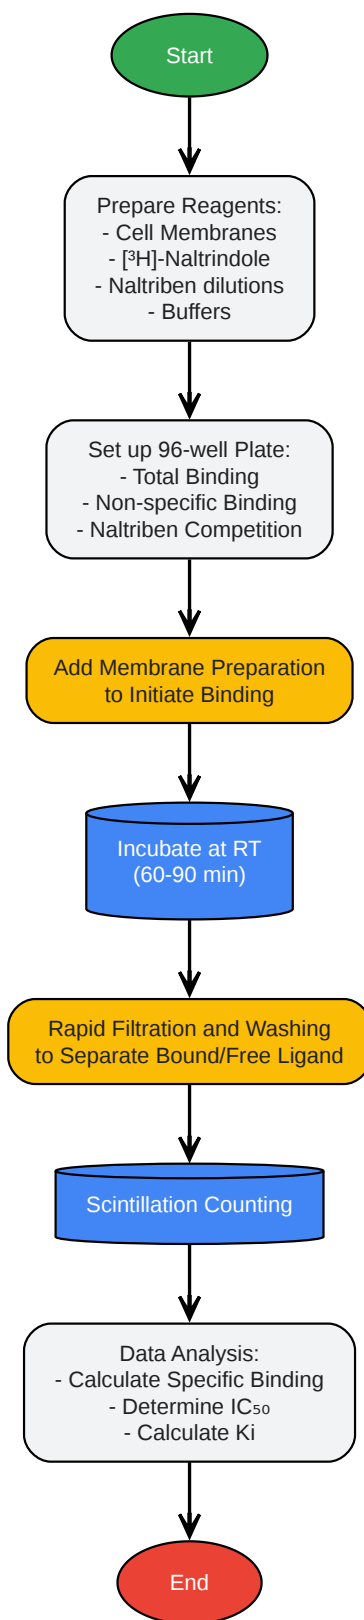 Start
Prepare Reagents:
- Cell Membranes
- [³H]-Naltrindole
- Naltriben dilutions
- Buffers
Set up 96-well Plate:
- Total Binding
- Non-specific Binding
- Naltriben Competition
Add Membrane Preparation
to Initiate Binding
Incubate at RT
(60-90 min)
Rapid Filtration and Washing
to Separate Bound/Free Ligand
Scintillation Counting
Data Analysis:
- Calculate Specific Binding
- Determine IC₅₀
- Calculate Ki
End